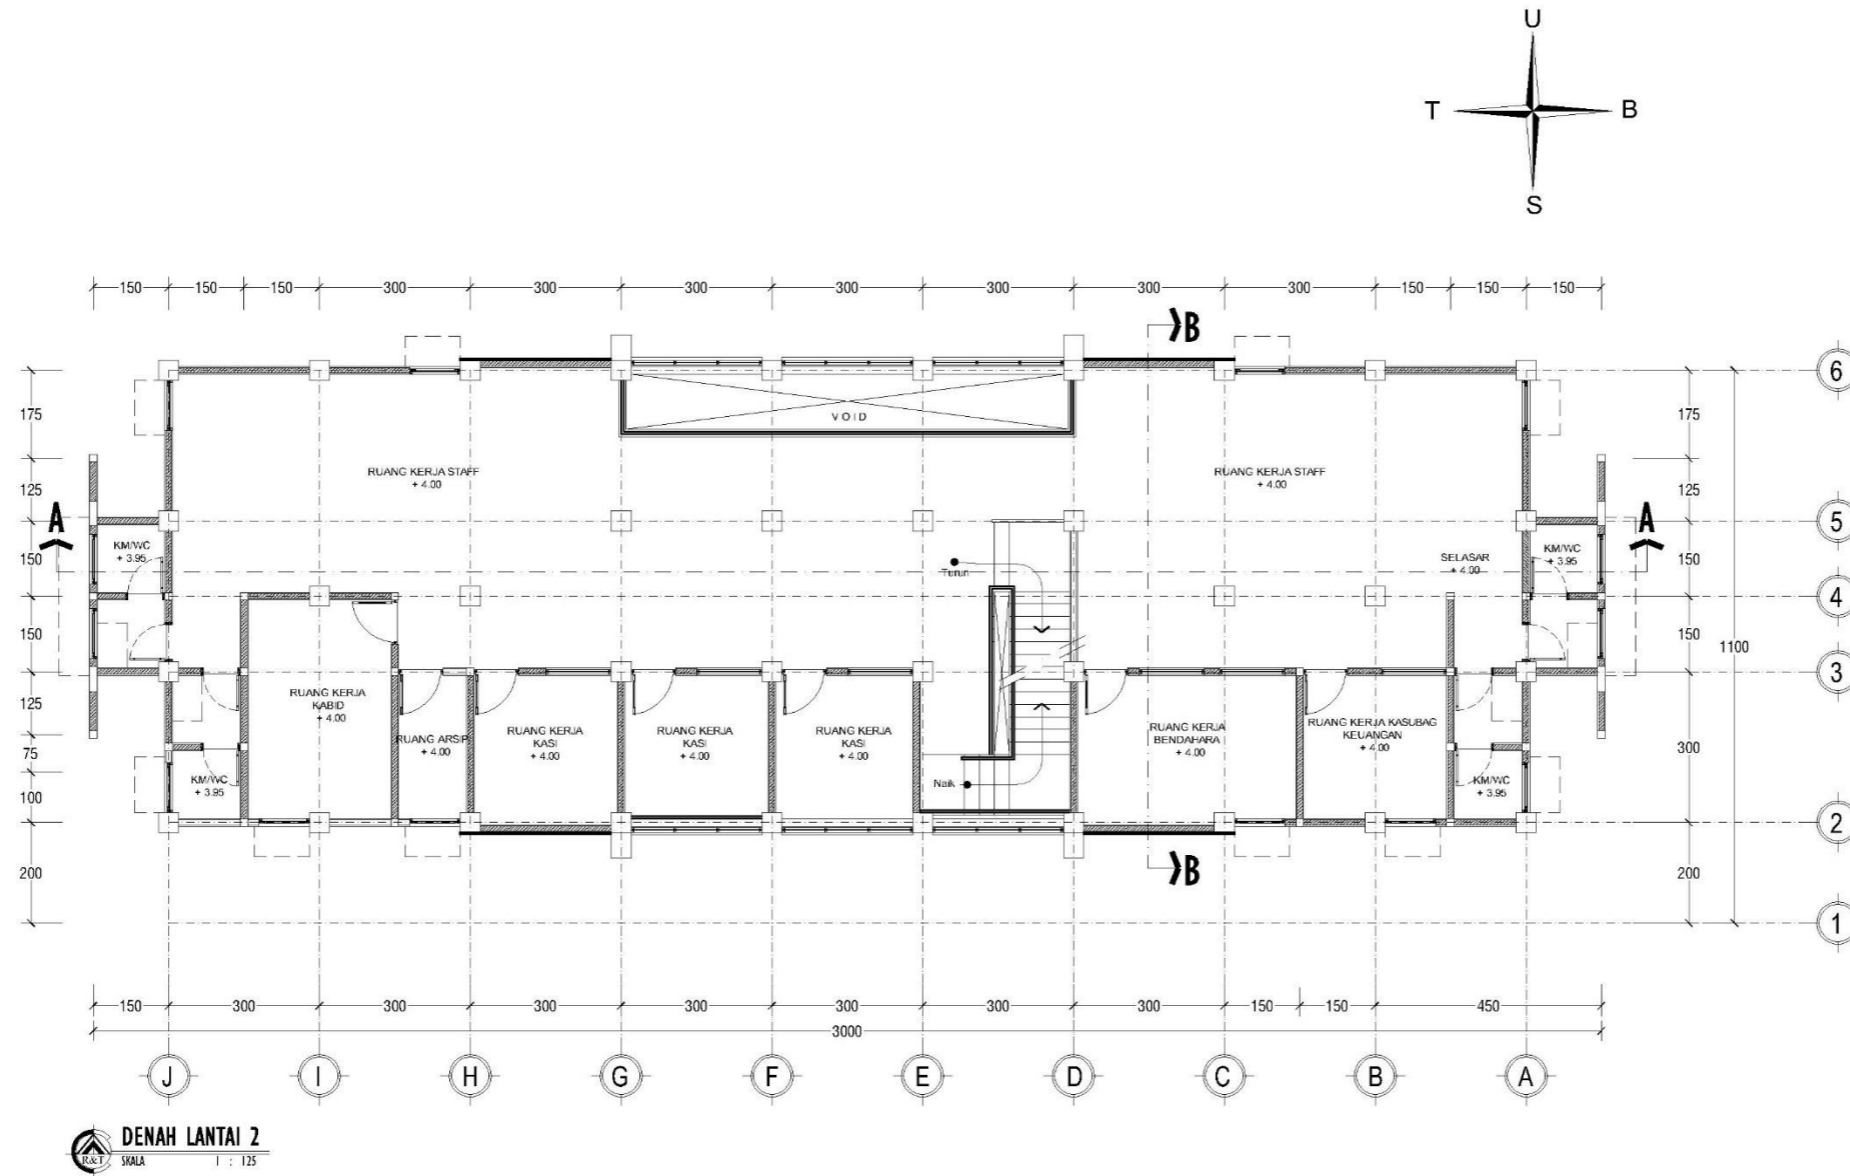 U
T B
S
150 150 150 300 300 300 300 300 300 300 150 150 150
B
6
175 175
VOID
RUANG KERJA STAFF
+ 4.00
RUANG KERJA STAFF
+ 4.00
125 125
A A
5
KM/WC
+ 3.95
SELASAR
+ 4.00
KM/WC
+ 3.95
150 150
Turun
4
150 150
1100
3
RUANG KERJA
KABID
+ 4.00
125
RUANG ARSIP
+ 4.00
RUANG KERJA
KASI
+ 4.00
RUANG KERJA
KASI
+ 4.00
RUANG KERJA
KASI
+ 4.00
RUANG KERJA
BENDAHARA
+ 4.00
RUANG KERJA KASUBAG
KEUANGAN
+ 4.00
75 300
KM/WC
+ 3.95
Naik
KM/WC
+ 3.95
100
2
B
200 200
1
150 300 300 300 300 300 300 300 150 150 450
3000
J I H G F E D C B A
R&T
DENAH LANTAI 2
SKALA 1 : 125